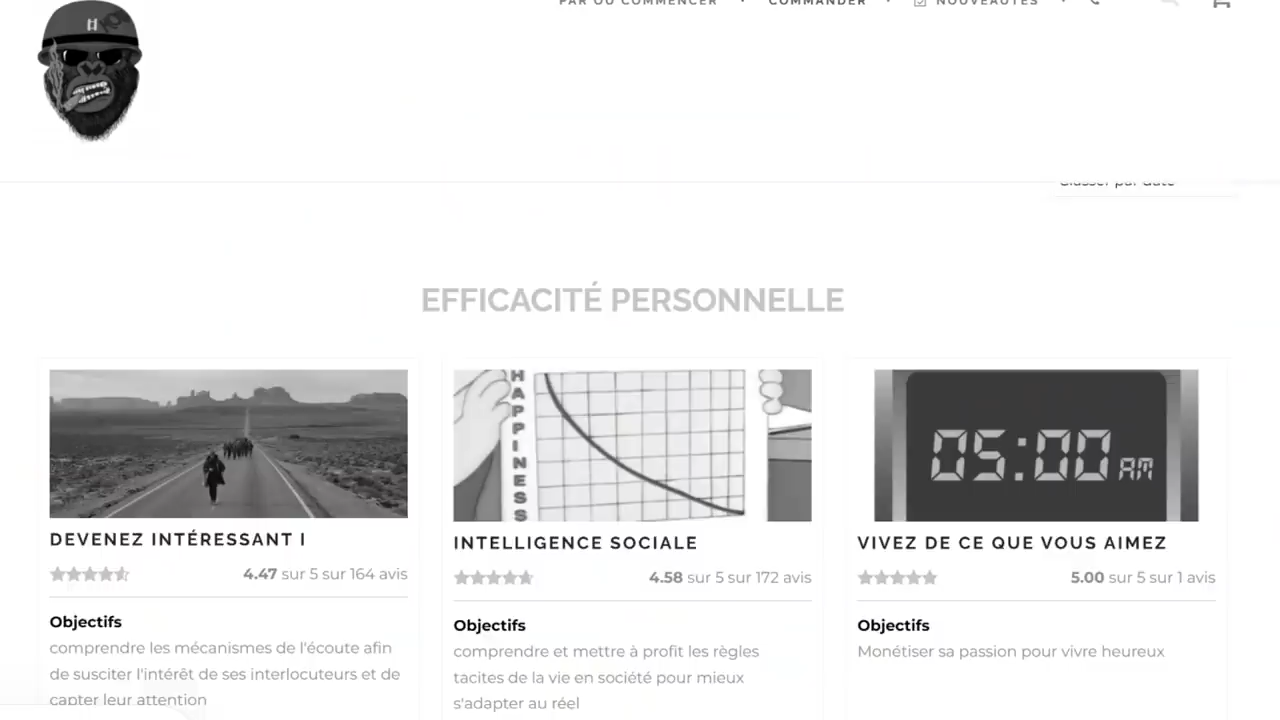 PAR OÙ COMMENCER
COMMANDER
NOUVEAUTÉS
Classer par date
EFFICACITÉ PERSONNELLE
HAPPINESS
05:00 AM
DEVENEZ INTÉRESSANT I
4.47 sur 5 sur 164 avis
Objectifs
comprendre les mécanismes de l'écoute afin
de susciter l'intérêt de ses interlocuteurs et de
capter leur attention
INTELLIGENCE SOCIALE
4.58 sur 5 sur 172 avis
Objectifs
comprendre et mettre à profit les règles
tacites de la vie en société pour mieux
s'adapter au réel
VIVEZ DE CE QUE VOUS AIMEZ
5.00 sur 5 sur 1 avis
Objectifs
Monétiser sa passion pour vivre heureux